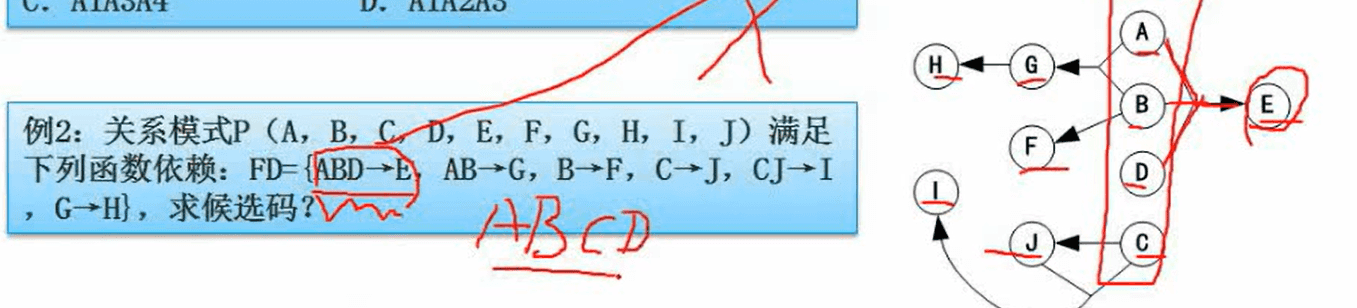 C. A1A3A4 D. A1A2A3
例2：关系模式P（A，B，C，D，E，F，G，H，I，J）满足
下列函数依赖：FD={ABD→E，AB→G，B→F，C→J，CJ→I
，G→H}，求候选码？
ABCD
A
H G
B E
F
D
I
J C